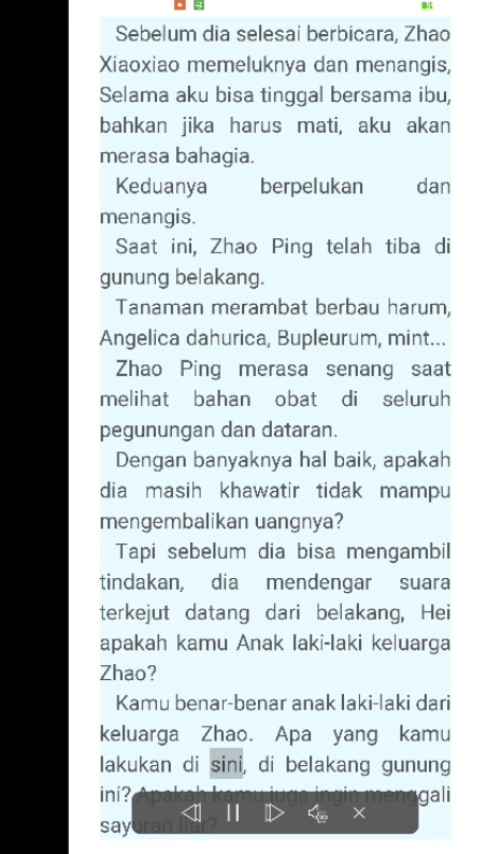 Sebelum dia selesai berbicara, Zhao
Xiaoxiao memeluknya dan menangis,
Selama aku bisa tinggal bersama ibu,
bahkan jika harus mati, aku akan
merasa bahagia.
Keduanya berpelukan dan
menangis.
Saat ini, Zhao Ping telah tiba di
gunung belakang.
Tanaman merambat berbau harum,
Angelica dahurica, Bupleurum, mint...
Zhao Ping merasa senang saat
melihat bahan obat di seluruh
pegunungan dan dataran.
Dengan banyaknya hal baik, apakah
dia masih khawatir tidak mampu
mengembalikan uangnya?
Tapi sebelum dia bisa mengambil
tindakan, dia mendengar suara
terkejut datang dari belakang, Hei
apakah kamu Anak laki-laki keluarga
Zhao?
Kamu benar-benar anak laki-laki dari
keluarga Zhao. Apa yang kamu
lakukan di sini, di belakang gunung
ini? Apakah kamu juga ingin menggali
sayuran liar?